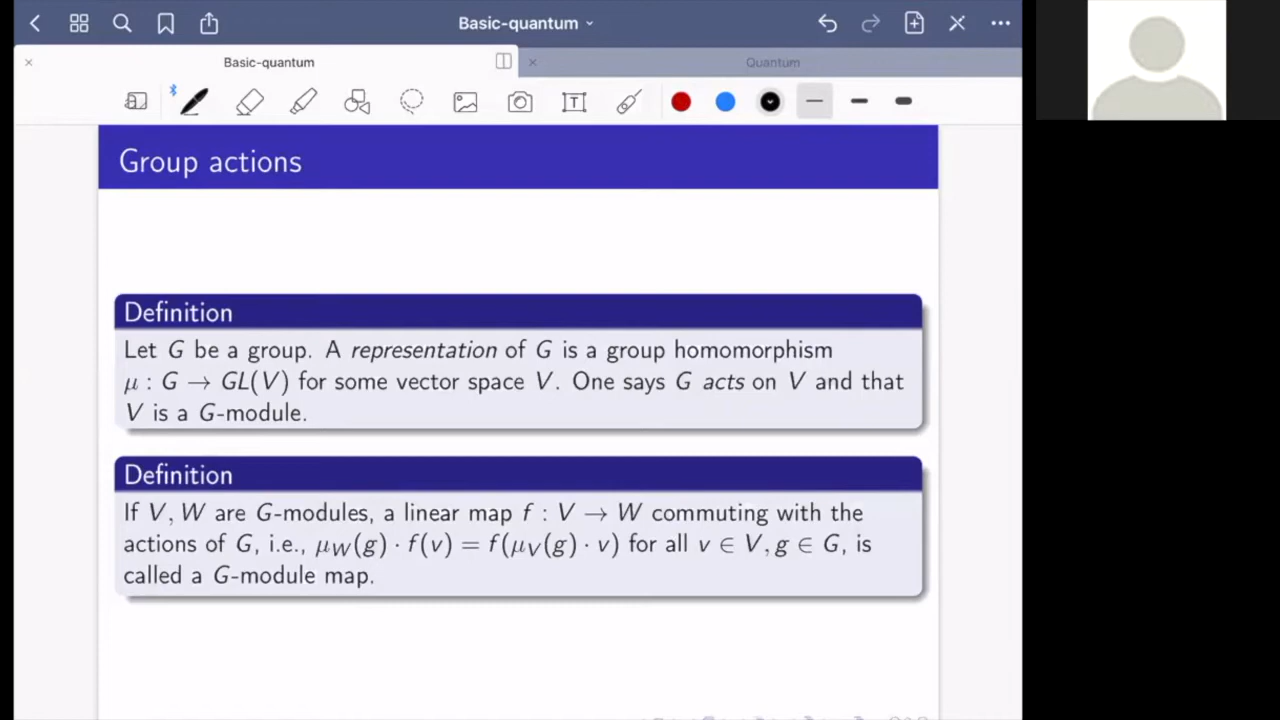 Basic-quantum
Basic-quantum
Quantum
T
Group actions
Definition
Let G be a group. A representation of G is a group homomorphism
μ : G → GL(V) for some vector space V. One says G acts on V and that
V is a G-module.
Definition
If V, W are G-modules, a linear map f : V → W commuting with the
actions of G, i.e., μ_W(g) · f(v) = f(μ_V(g) · v) for all v ∈ V, g ∈ G, is
called a G-module map.